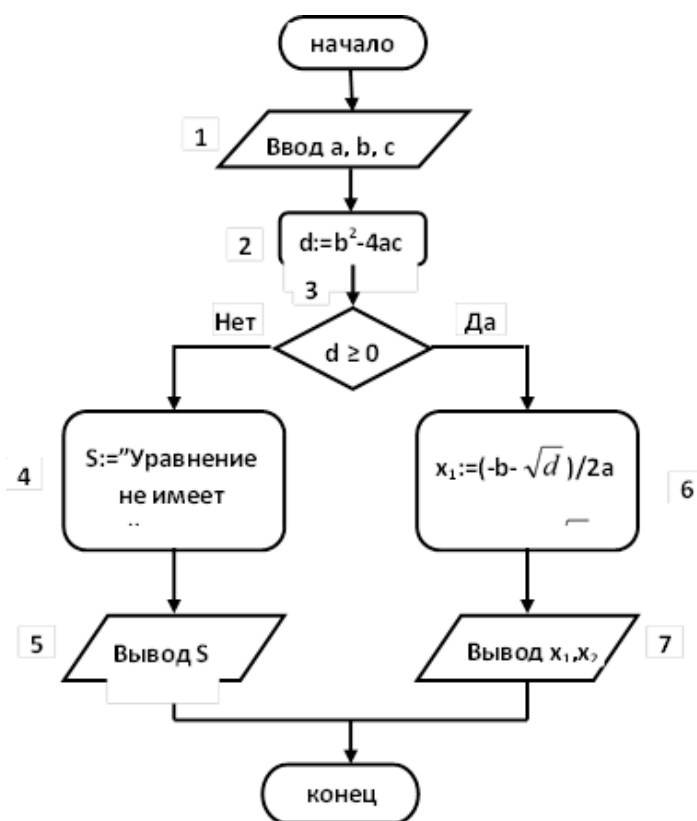 начало
1
Ввод a, b, c
2
d:=b²-4ac
3
Нет
Да
d ≥ 0
4
S:=”Уравнение
не имеет
x₁:=(-b-√d)/2a
6
5
Вывод S
Вывод x₁,x₂
7
конец